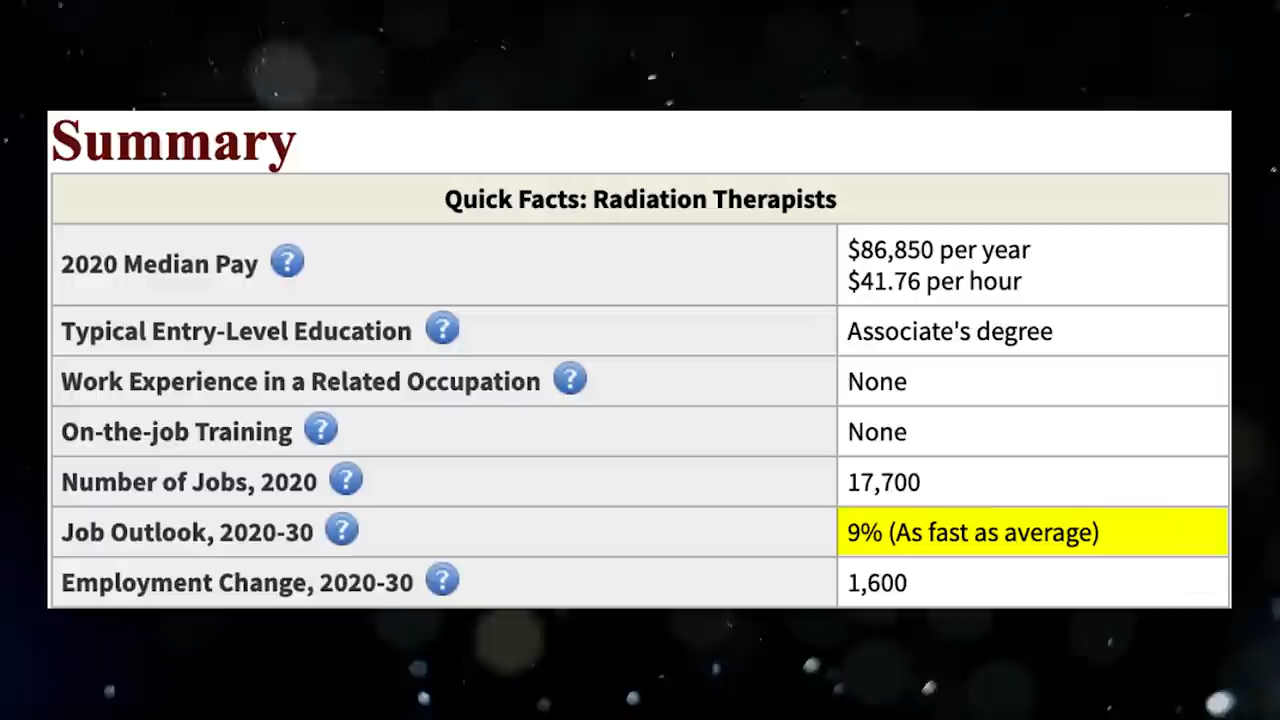 Summary
Quick Facts: Radiation Therapists
2020 Median Pay ?
$86,850 per year
$41.76 per hour
Typical Entry-Level Education ?
Associate's degree
Work Experience in a Related Occupation ?
None
On-the-job Training ?
None
Number of Jobs, 2020 ?
17,700
Job Outlook, 2020-30 ?
9% (As fast as average)
Employment Change, 2020-30 ?
1,600